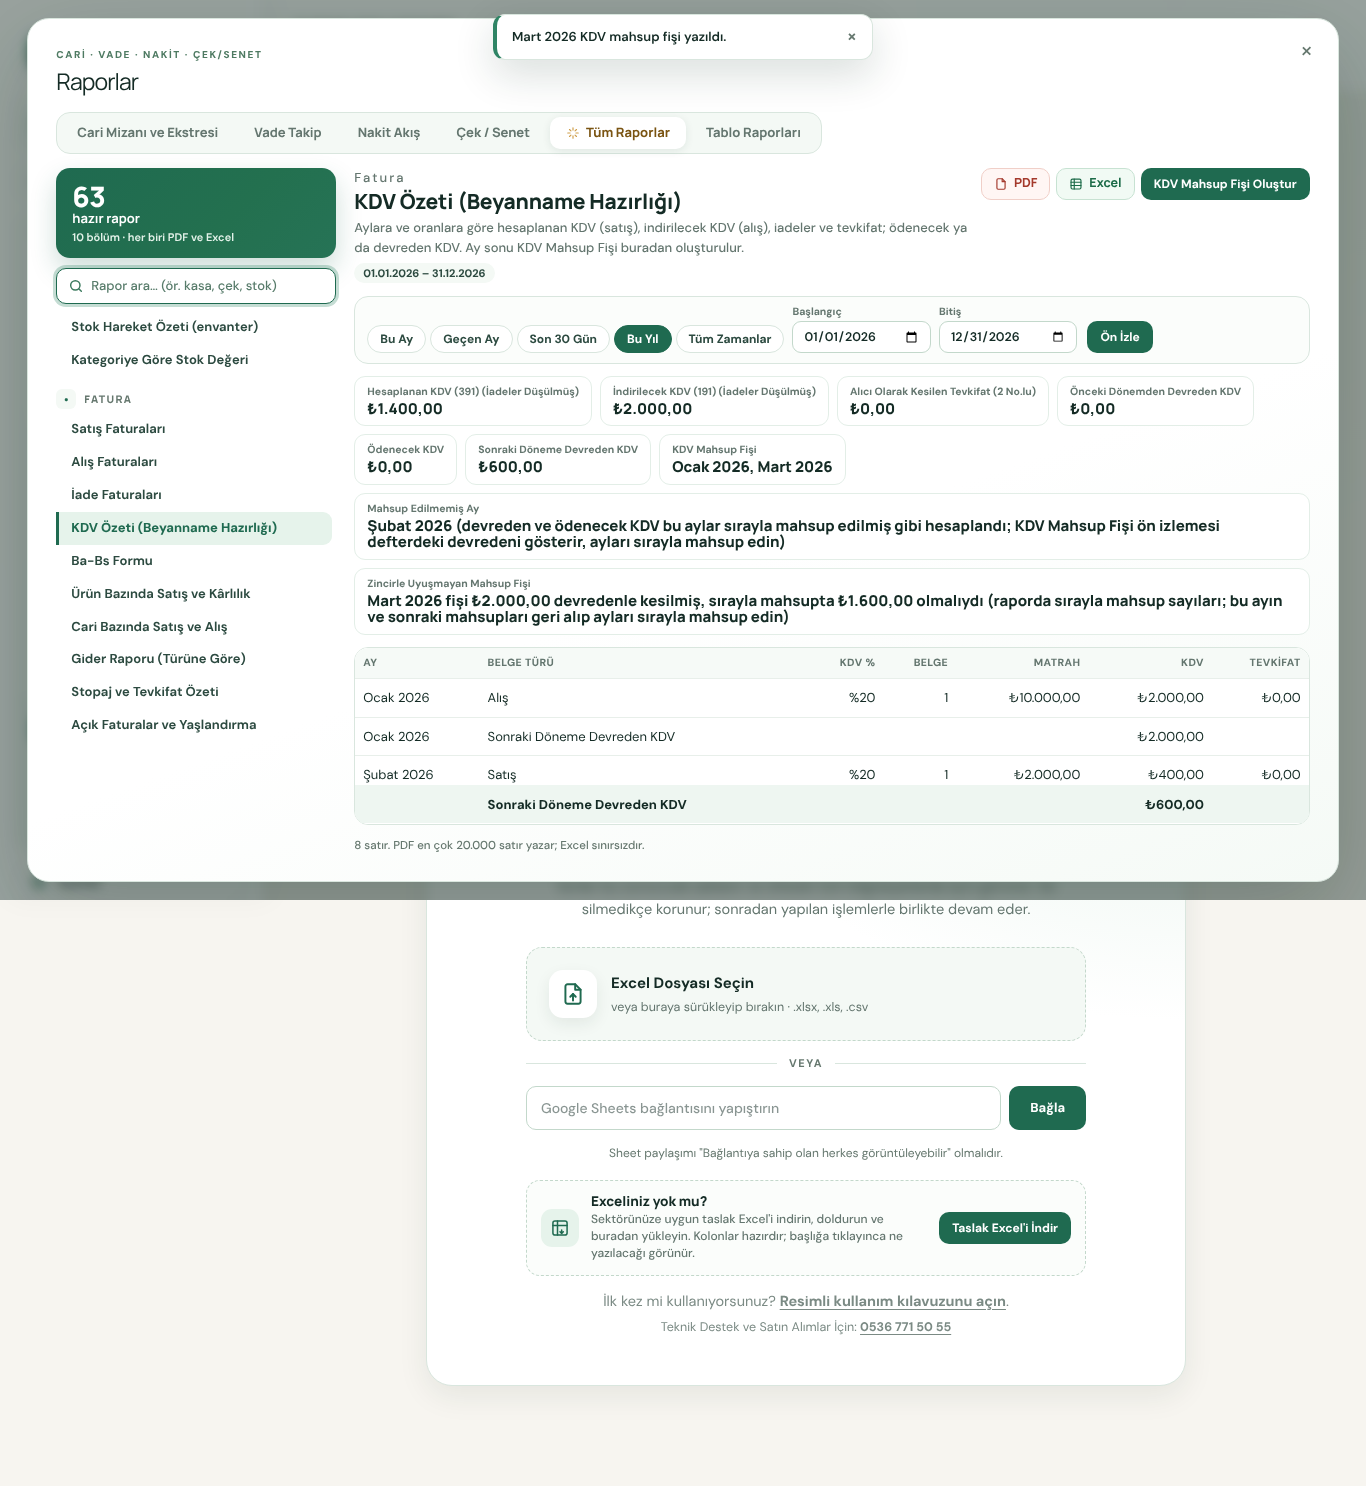 Mart 2026 KDV mahsup fişi yazıldı.
×
×
CARİ · VADE · NAKİT · ÇEK/SENET
Raporlar
Cari Mizanı ve Ekstresi
Vade Takip
Nakit Akış
Çek / Senet
Tüm Raporlar
Tablo Raporları
63
hazır rapor
10 bölüm · her biri PDF ve Excel
Rapor ara... (ör. kasa, çek, stok)
Stok Hareket Özeti (envanter)
Kategoriye Göre Stok Değeri
FATURA
Satış Faturaları
Alış Faturaları
İade Faturaları
KDV Özeti (Beyanname Hazırlığı)
Ba-Bs Formu
Ürün Bazında Satış ve Kârlılık
Cari Bazında Satış ve Alış
Gider Raporu (Türüne Göre)
Stopaj ve Tevkifat Özeti
Açık Faturalar ve Yaşlandırma
Fatura
KDV Özeti (Beyanname Hazırlığı)
Aylara ve oranlara göre hesaplanan KDV (satış), indirilecek KDV (alış), iadeler ve tevkifat; ödenecek ya
da devreden KDV. Ay sonu KDV Mahsup Fişi buradan oluşturulur.
01.01.2026 – 31.12.2026
PDF
Excel
KDV Mahsup Fişi Oluştur
Bu Ay
Geçen Ay
Son 30 Gün
Bu Yıl
Tüm Zamanlar
Başlangıç
01/01/2026
Bitiş
12/31/2026
Ön İzle
Hesaplanan KDV (391) (İadeler Düşülmüş)
₺1.400,00
İndirilecek KDV (191) (İadeler Düşülmüş)
₺2.000,00
Alıcı Olarak Kesilen Tevkifat (2 No.lu)
₺0,00
Önceki Dönemden Devreden KDV
₺0,00
Ödenecek KDV
₺0,00
Sonraki Döneme Devreden KDV
₺600,00
KDV Mahsup Fişi
Ocak 2026, Mart 2026
Mahsup Edilmemiş Ay
Şubat 2026 (devreden ve ödenecek KDV bu aylar sırayla mahsup edilmiş gibi hesaplandı; KDV Mahsup Fişi ön izlemesi
defterdeki devredeni gösterir, ayları sırayla mahsup edin)
Zincirle Uyuşmayan Mahsup Fişi
Mart 2026 fişi ₺2.000,00 devredenle kesilmiş, sırayla mahsupta ₺1.600,00 olmalıydı (raporda sırayla mahsup sayıları; bu ayın
ve sonraki mahsupları geri alıp ayları sırayla mahsup edin)
AY BELGE TÜRÜ KDV % BELGE MATRAH KDV TEVKİFAT
Ocak 2026 Alış %20 1 ₺10.000,00 ₺2.000,00 ₺0,00
Ocak 2026 Sonraki Döneme Devreden KDV ₺2.000,00
Şubat 2026 Satış %20 1 ₺2.000,00 ₺400,00 ₺0,00
Sonraki Döneme Devreden KDV ₺600,00
8 satır. PDF en çok 20.000 satır yazar; Excel sınırsızdır.
silmedikçe korunur; sonradan yapılan işlemlerle birlikte devam eder.
Excel Dosyası Seçin
veya buraya sürükleyip bırakın · .xlsx, .xls, .csv
VEYA
Google Sheets bağlantısını yapıştırın
Bağla
Sheet paylaşımı "Bağlantıya sahip olan herkes görüntüleyebilir" olmalıdır.
Exceliniz yok mu?
Sektörünüze uygun taslak Excel'i indirin, doldurun ve
buradan yükleyin. Kolonlar hazırdır; başlığa tıklayınca ne
yazılacağı görünür.
Taslak Excel'i İndir
İlk kez mi kullanıyorsunuz? Resimli kullanım kılavuzunu açın.
Teknik Destek ve Satın Alımlar İçin: 0536 771 50 55